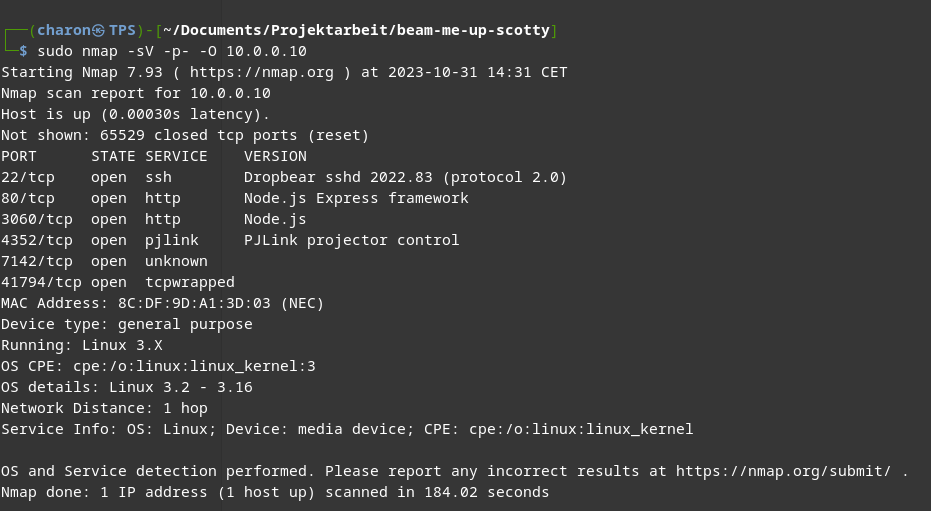 ┌──(charon㉿TPS)-[~/Documents/Projektarbeit/beam-me-up-scotty]
└─$ sudo nmap -sV -p- -O 10.0.0.10
Starting Nmap 7.93 ( https://nmap.org ) at 2023-10-31 14:31 CET
Nmap scan report for 10.0.0.10
Host is up (0.00030s latency).
Not shown: 65529 closed tcp ports (reset)
PORT      STATE SERVICE    VERSION
22/tcp    open  ssh        Dropbear sshd 2022.83 (protocol 2.0)
80/tcp    open  http       Node.js Express framework
3060/tcp  open  http       Node.js
4352/tcp  open  pjlink     PJLink projector control
7142/tcp  open  unknown
41794/tcp open  tcpwrapped
MAC Address: 8C:DF:9D:A1:3D:03 (NEC)
Device type: general purpose
Running: Linux 3.X
OS CPE: cpe:/o:linux:linux_kernel:3
OS details: Linux 3.2 - 3.16
Network Distance: 1 hop
Service Info: OS: Linux; Device: media device; CPE: cpe:/o:linux:linux_kernel

OS and Service detection performed. Please report any incorrect results at https://nmap.org/submit/ .
Nmap done: 1 IP address (1 host up) scanned in 184.02 seconds